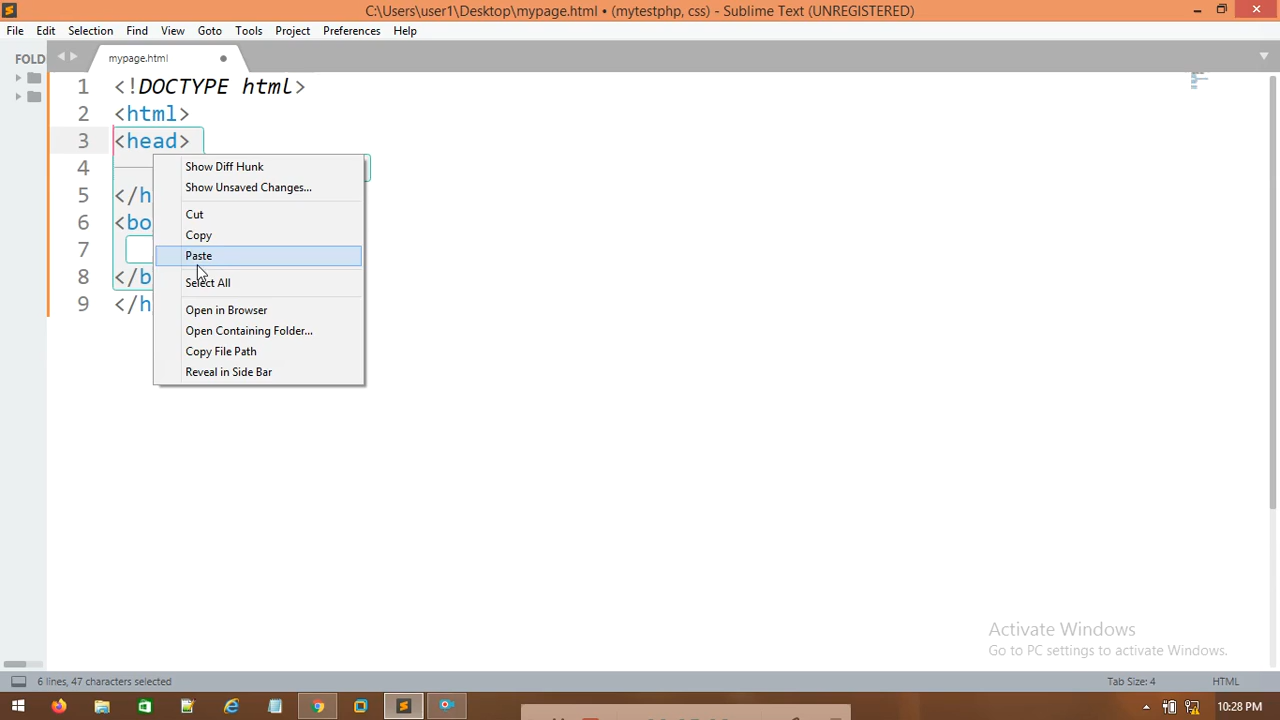 C:\Users\user1\Desktop\mypage.html • (mytestphp, css) - Sublime Text (UNREGISTERED)
File Edit Selection Find View Goto Tools Project Preferences Help
FOLD
mypage.html
1 <!DOCTYPE html>
2 <html>
3 <head>
4
5 </h
6 <bo
7
8 </b
9 </h
Show Diff Hunk
Show Unsaved Changes...
Cut
Copy
Paste
Select All
Open in Browser
Open Containing Folder...
Copy File Path
Reveal in Side Bar
Activate Windows
Go to PC settings to activate Windows.
6 lines, 47 characters selected
Tab Size: 4
HTML
10:28 PM